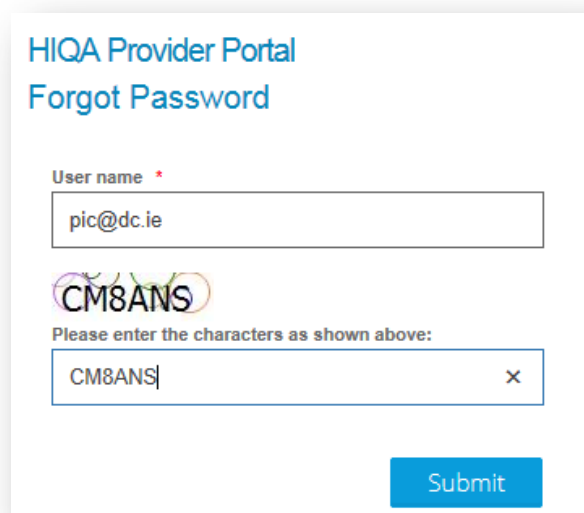 HIQA Provider Portal
Forgot Password
User name *
pic@dc.ie
CM8ANS
Please enter the characters as shown above:
CM8ANS ×
Submit